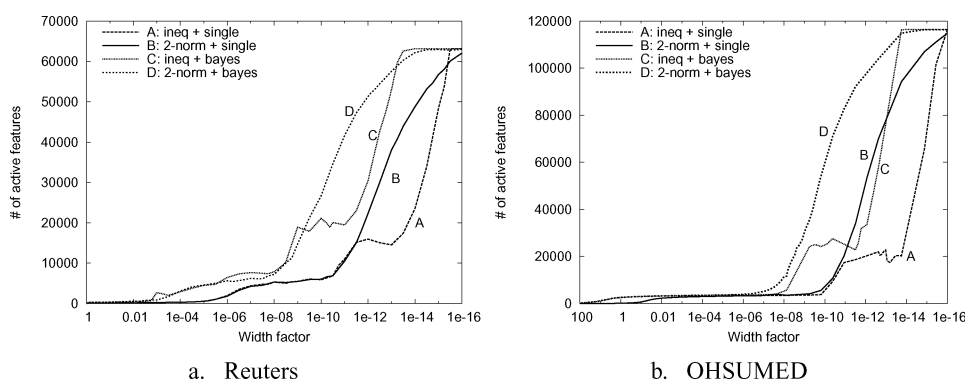 70000
60000
50000
40000
30000
20000
10000
0
# of active features
A: ineq + single
B: 2-norm + single
C: ineq + bayes
D: 2-norm + bayes
D
C
B
A
1 0.01 1e-04 1e-06 1e-08 1e-10 1e-12 1e-14 1e-16
Width factor
a. Reuters
120000
100000
80000
60000
40000
20000
0
# of active features
A: ineq + single
B: 2-norm + single
C: ineq + bayes
D: 2-norm + bayes
D
B
C
A
100 1 0.01 1e-04 1e-06 1e-08 1e-10 1e-12 1e-14 1e-16
Width factor
b. OHSUMED